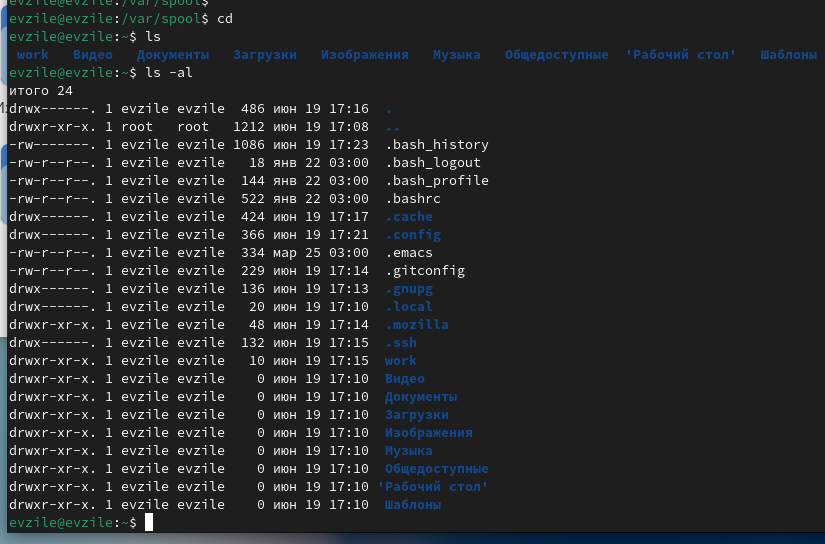 evzile@evzile:/var/spool$
evzile@evzile:/var/spool$ cd
evzile@evzile:~$ ls
work Видео Документы Загрузки Изображения Музыка Общедоступные 'Рабочий стол' Шаблоны
evzile@evzile:~$ ls -al
итого 24
drwx------. 1 evzile evzile 486 июн 19 17:16 .
drwxr-xr-x. 1 root root 1212 июн 19 17:08 ..
-rw-------. 1 evzile evzile 1086 июн 19 17:23 .bash_history
-rw-r--r--. 1 evzile evzile 18 янв 22 03:00 .bash_logout
-rw-r--r--. 1 evzile evzile 144 янв 22 03:00 .bash_profile
-rw-r--r--. 1 evzile evzile 522 янв 22 03:00 .bashrc
drwx------. 1 evzile evzile 424 июн 19 17:17 .cache
drwx------. 1 evzile evzile 366 июн 19 17:21 .config
-rw-r--r--. 1 evzile evzile 334 мар 25 03:00 .emacs
-rw-r--r--. 1 evzile evzile 229 июн 19 17:14 .gitconfig
drwx------. 1 evzile evzile 136 июн 19 17:13 .gnupg
drwx------. 1 evzile evzile 20 июн 19 17:10 .local
drwxr-xr-x. 1 evzile evzile 48 июн 19 17:14 .mozilla
drwx------. 1 evzile evzile 132 июн 19 17:15 .ssh
drwxr-xr-x. 1 evzile evzile 10 июн 19 17:15 work
drwxr-xr-x. 1 evzile evzile 0 июн 19 17:10 Видео
drwxr-xr-x. 1 evzile evzile 0 июн 19 17:10 Документы
drwxr-xr-x. 1 evzile evzile 0 июн 19 17:10 Загрузки
drwxr-xr-x. 1 evzile evzile 0 июн 19 17:10 Изображения
drwxr-xr-x. 1 evzile evzile 0 июн 19 17:10 Музыка
drwxr-xr-x. 1 evzile evzile 0 июн 19 17:10 Общедоступные
drwxr-xr-x. 1 evzile evzile 0 июн 19 17:10 'Рабочий стол'
drwxr-xr-x. 1 evzile evzile 0 июн 19 17:10 Шаблоны
evzile@evzile:~$